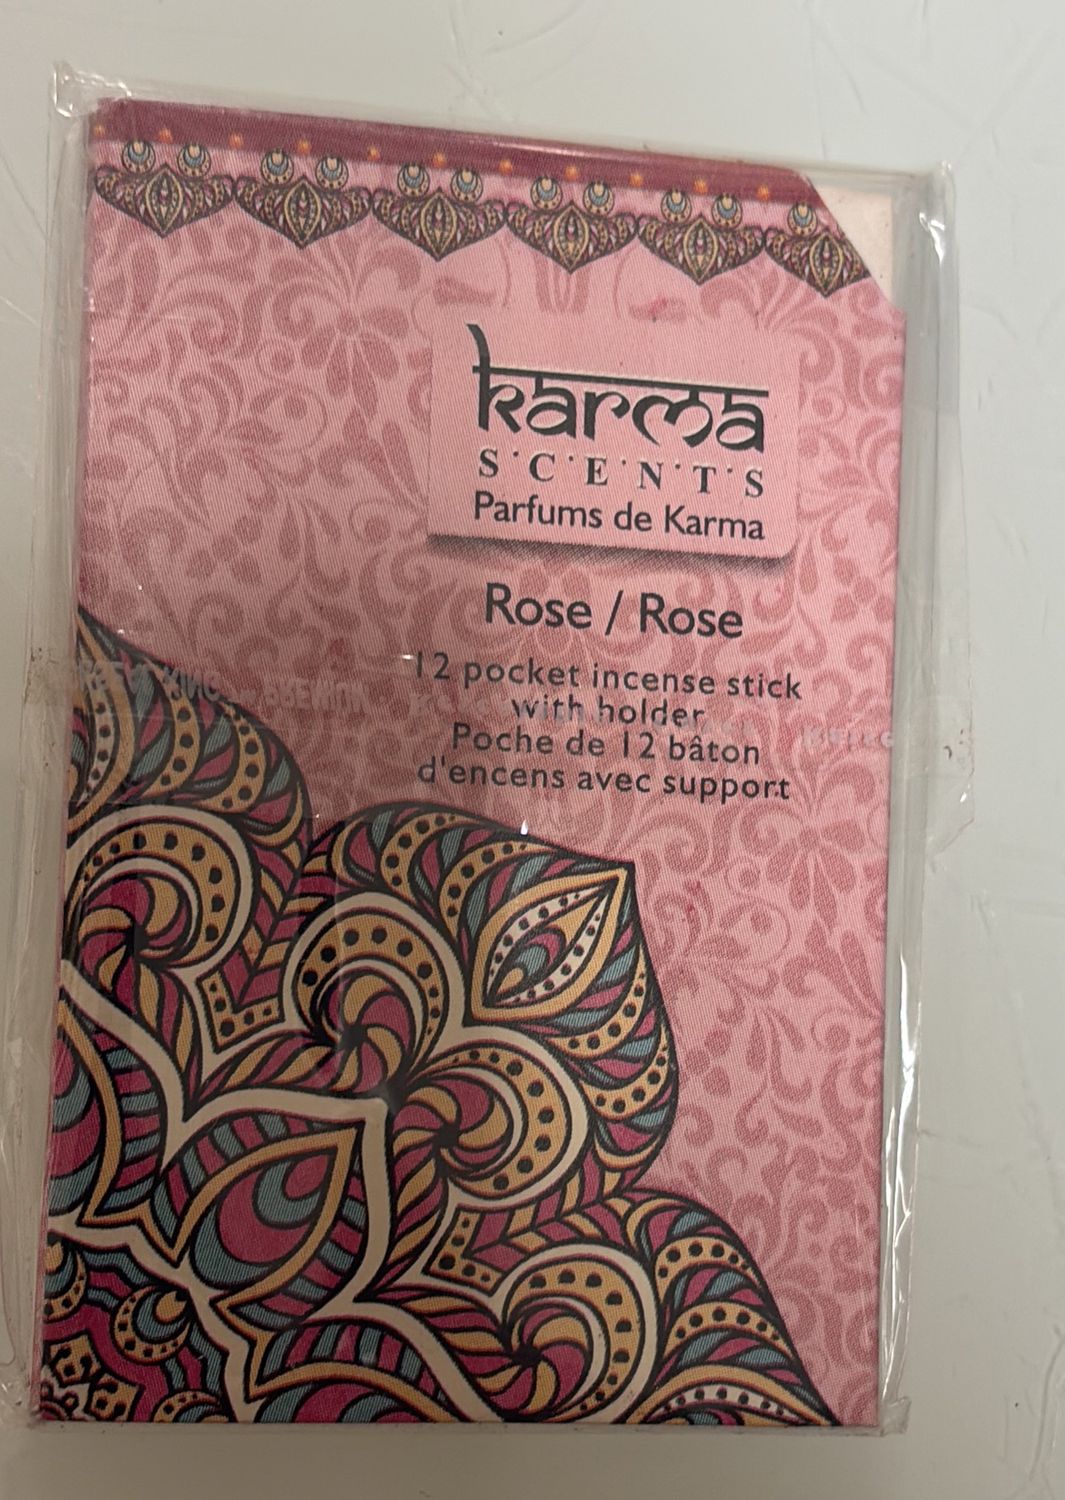 karma
S·C·E·N·T·S
Parfums de Karma
Rose / Rose
12 pocket incense stick
with holder
Poche de 12 bâton
d'encens avec support